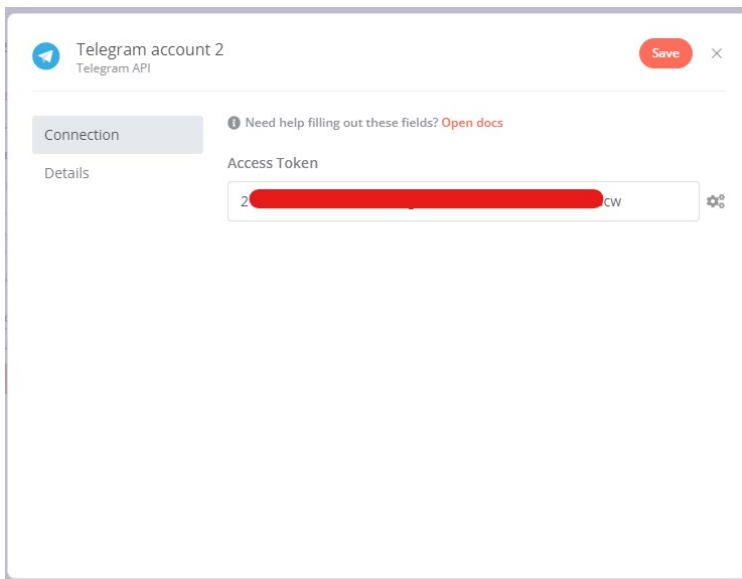 Telegram account 2
Telegram API
Save
Need help filling out these fields? Open docs
Connection
Details
Access Token
2 cw